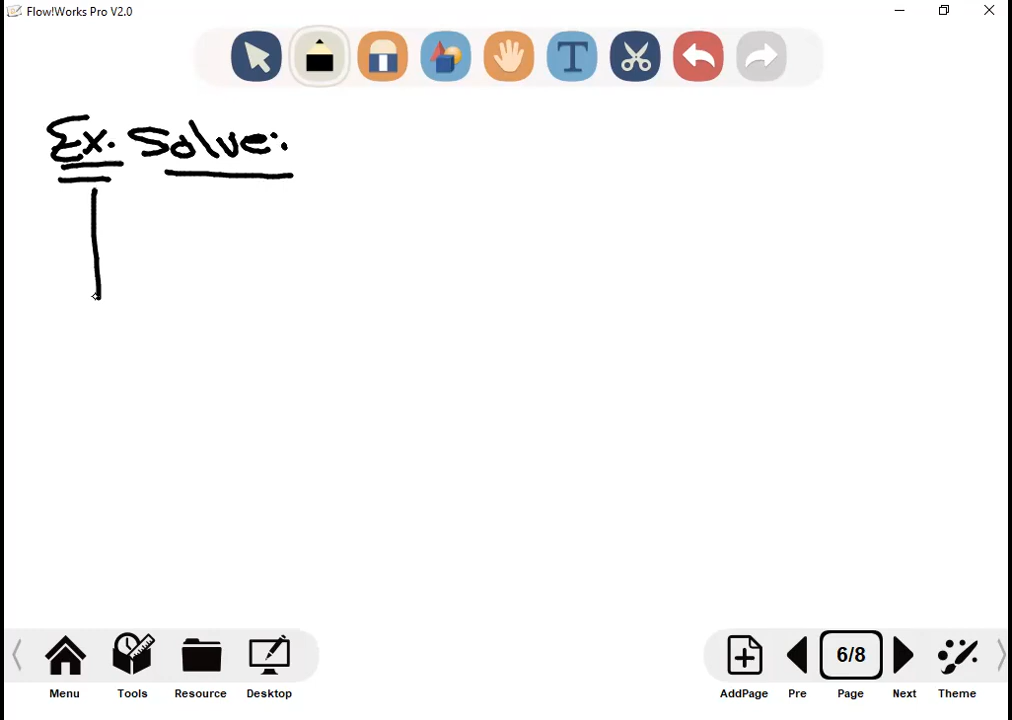 Flow!Works Pro V2.0
Ex. Solve:
Menu Tools Resource Desktop AddPage Pre 6/8 Page Next Theme